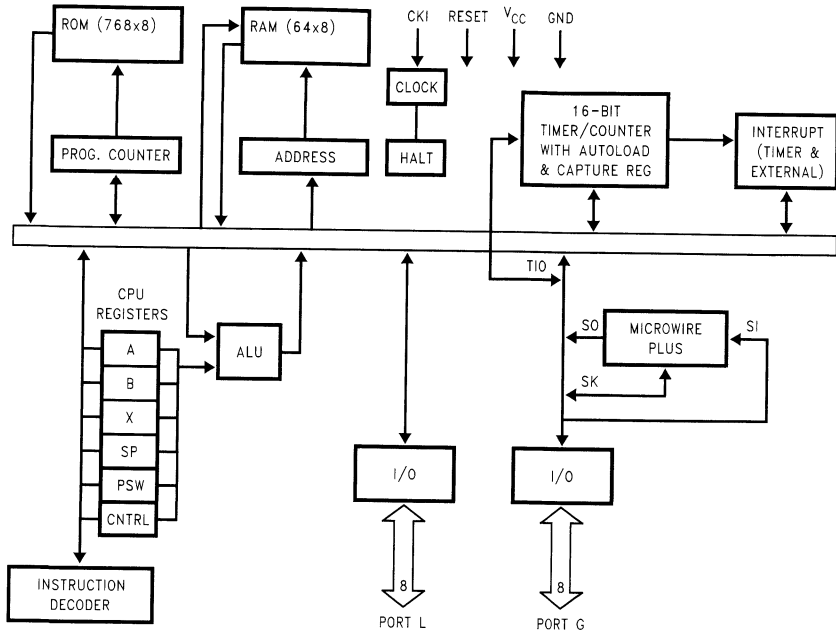 ROM (768x8)
RAM (64x8)
CKI
RESET
VCC
GND
CLOCK
HALT
PROG. COUNTER
ADDRESS
16-BIT
TIMER/COUNTER
WITH AUTOLOAD
& CAPTURE REG
INTERRUPT
(TIMER &
EXTERNAL)
TIO
CPU
REGISTERS
A
B
X
SP
PSW
CNTRL
ALU
SO
MICROWIRE
PLUS
SI
SK
I/O
I/O
INSTRUCTION
DECODER
8
8
PORT L
PORT G